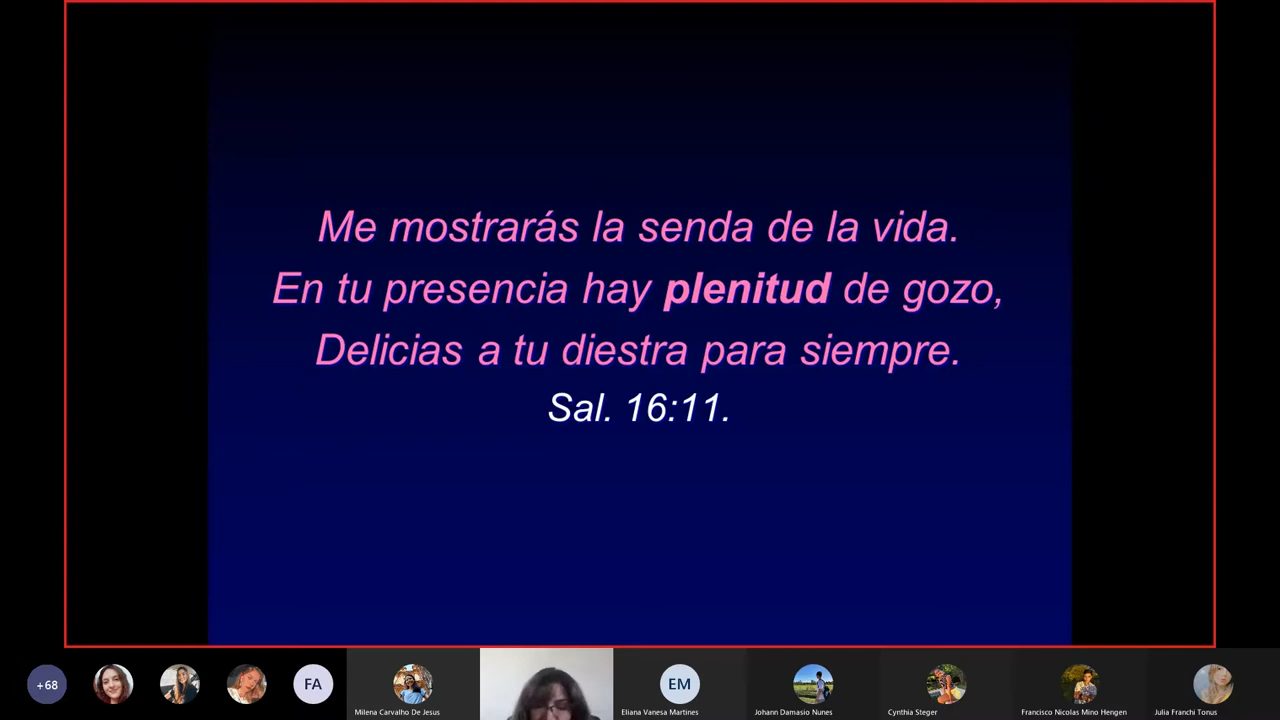 Me mostrarás la senda de la vida.
En tu presencia hay plenitud de gozo,
Delicias a tu diestra para siempre.
Sal. 16:11.
+68
FA
Milena Carvalho De Jesus
EM
Eliana Vanesa Martines
Johann Damasio Nunes
Cynthia Steger
Francisco Nicolas Mino Hengen
Julia Franchi Tonus